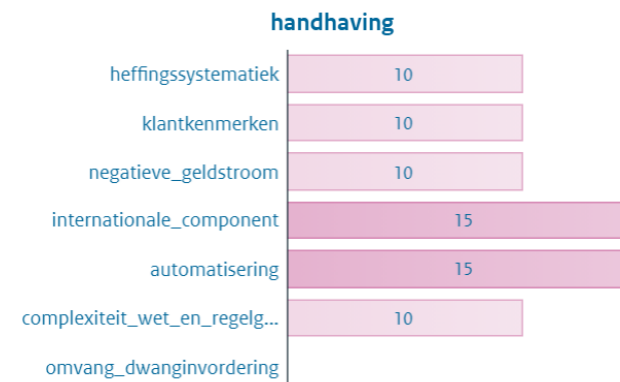 handhaving
heffingssystematiek 10
klantkenmerken 10
negatieve_geldstroom 10
internationale_component 15
automatisering 15
complexiteit_wet_en_regelg... 10
omvang_dwanginvordering